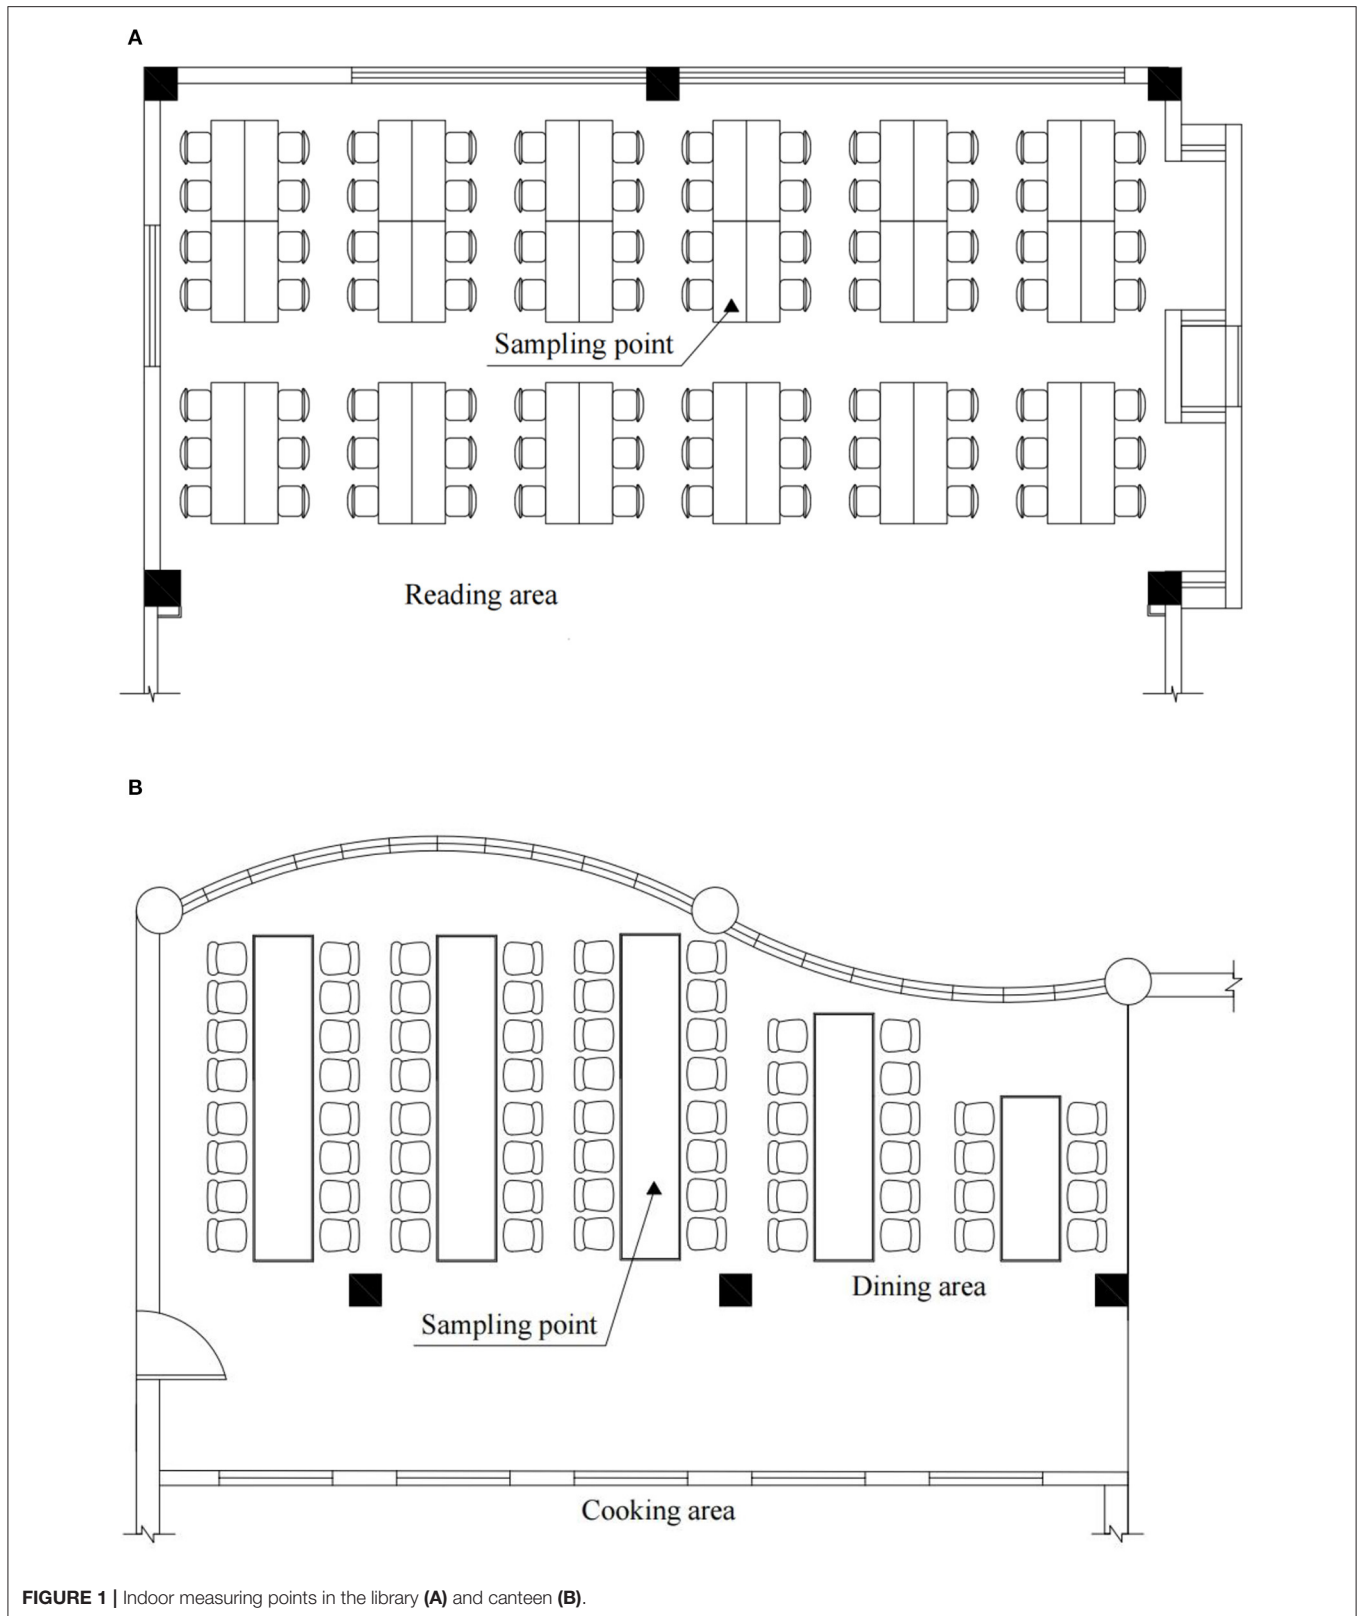 A
Sampling point
Reading area
B
Dining area
Sampling point
Cooking area
FIGURE 1 | Indoor measuring points in the library (A) and canteen (B).